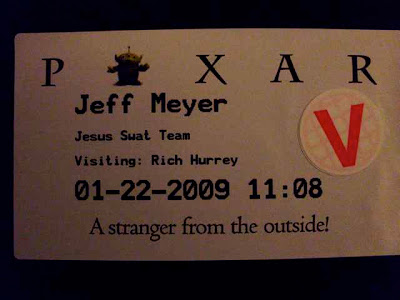 P XAR
Jeff Meyer
Jesus Swat Team
Visiting: Rich Hurrey
V
01-22-2009 11:08
A stranger from the outside!